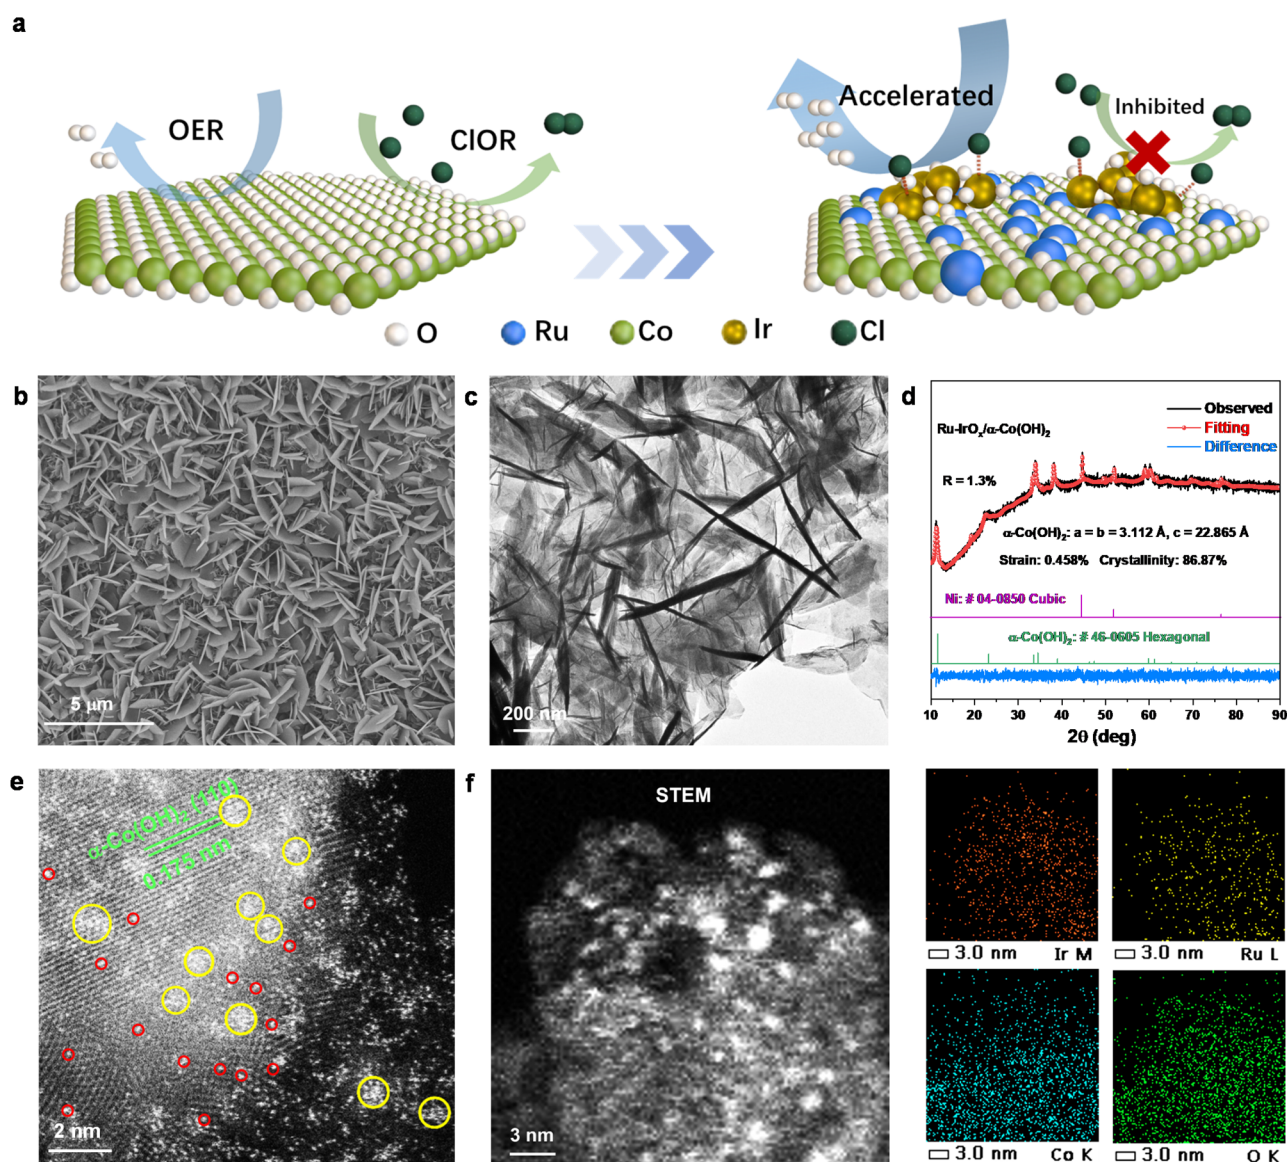 a
OER
ClOR
Accelerated
Inhibited
O
Ru
Co
Ir
Cl
b
5 μm
c
200 nm
d
Observed
Fitting
Difference
Ru-IrOₓ/α-Co(OH)₂
R = 1.3%
α-Co(OH)₂: a = b = 3.112 Å, c = 22.865 Å
Strain: 0.458% Crystallinity: 86.87%
Ni: # 04-0850 Cubic
α-Co(OH)₂: # 46-0605 Hexagonal
10 20 30 40 50 60 70 80 90
2θ (deg)
e
α-Co(OH)₂ (110)
0.175 nm
2 nm
f
STEM
3 nm
3.0 nm Ir M
3.0 nm Ru L
3.0 nm Co K
3.0 nm O K